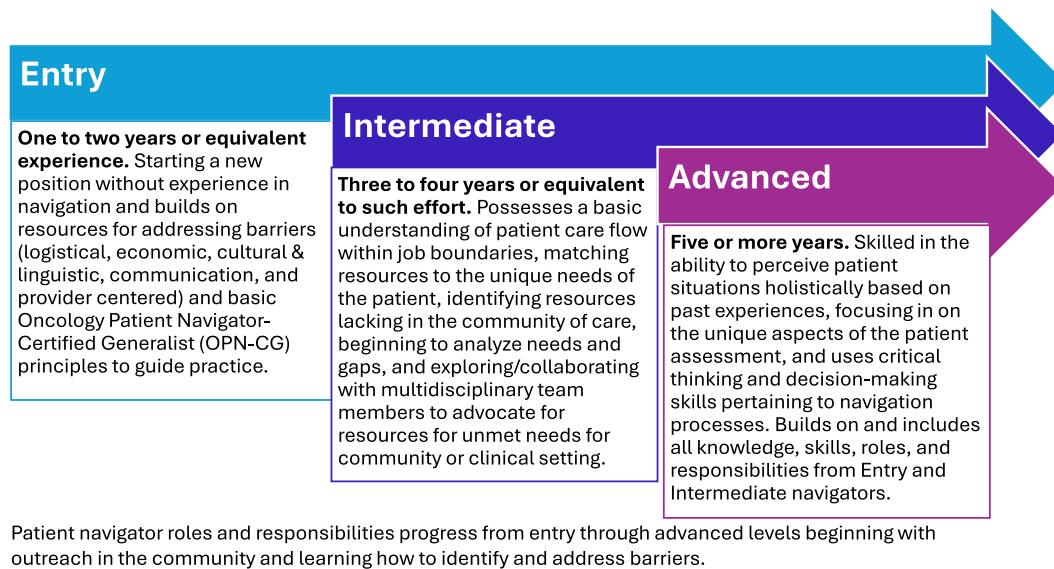 Entry
One to two years or equivalent
experience. Starting a new
position without experience in
navigation and builds on
resources for addressing barriers
(logistical, economic, cultural &
linguistic, communication, and
provider centered) and basic
Oncology Patient Navigator-
Certified Generalist (OPN-CG)
principles to guide practice.
Intermediate
Three to four years or equivalent
to such effort. Possesses a basic
understanding of patient care flow
within job boundaries, matching
resources to the unique needs of
the patient, identifying resources
lacking in the community of care,
beginning to analyze needs and
gaps, and exploring/collaborating
with multidisciplinary team
members to advocate for
resources for unmet needs for
community or clinical setting.
Advanced
Five or more years. Skilled in the
ability to perceive patient
situations holistically based on
past experiences, focusing in on
the unique aspects of the patient
assessment, and uses critical
thinking and decision-making
skills pertaining to navigation
processes. Builds on and includes
all knowledge, skills, roles, and
responsibilities from Entry and
Intermediate navigators.
Patient navigator roles and responsibilities progress from entry through advanced levels beginning with
outreach in the community and learning how to identify and address barriers.